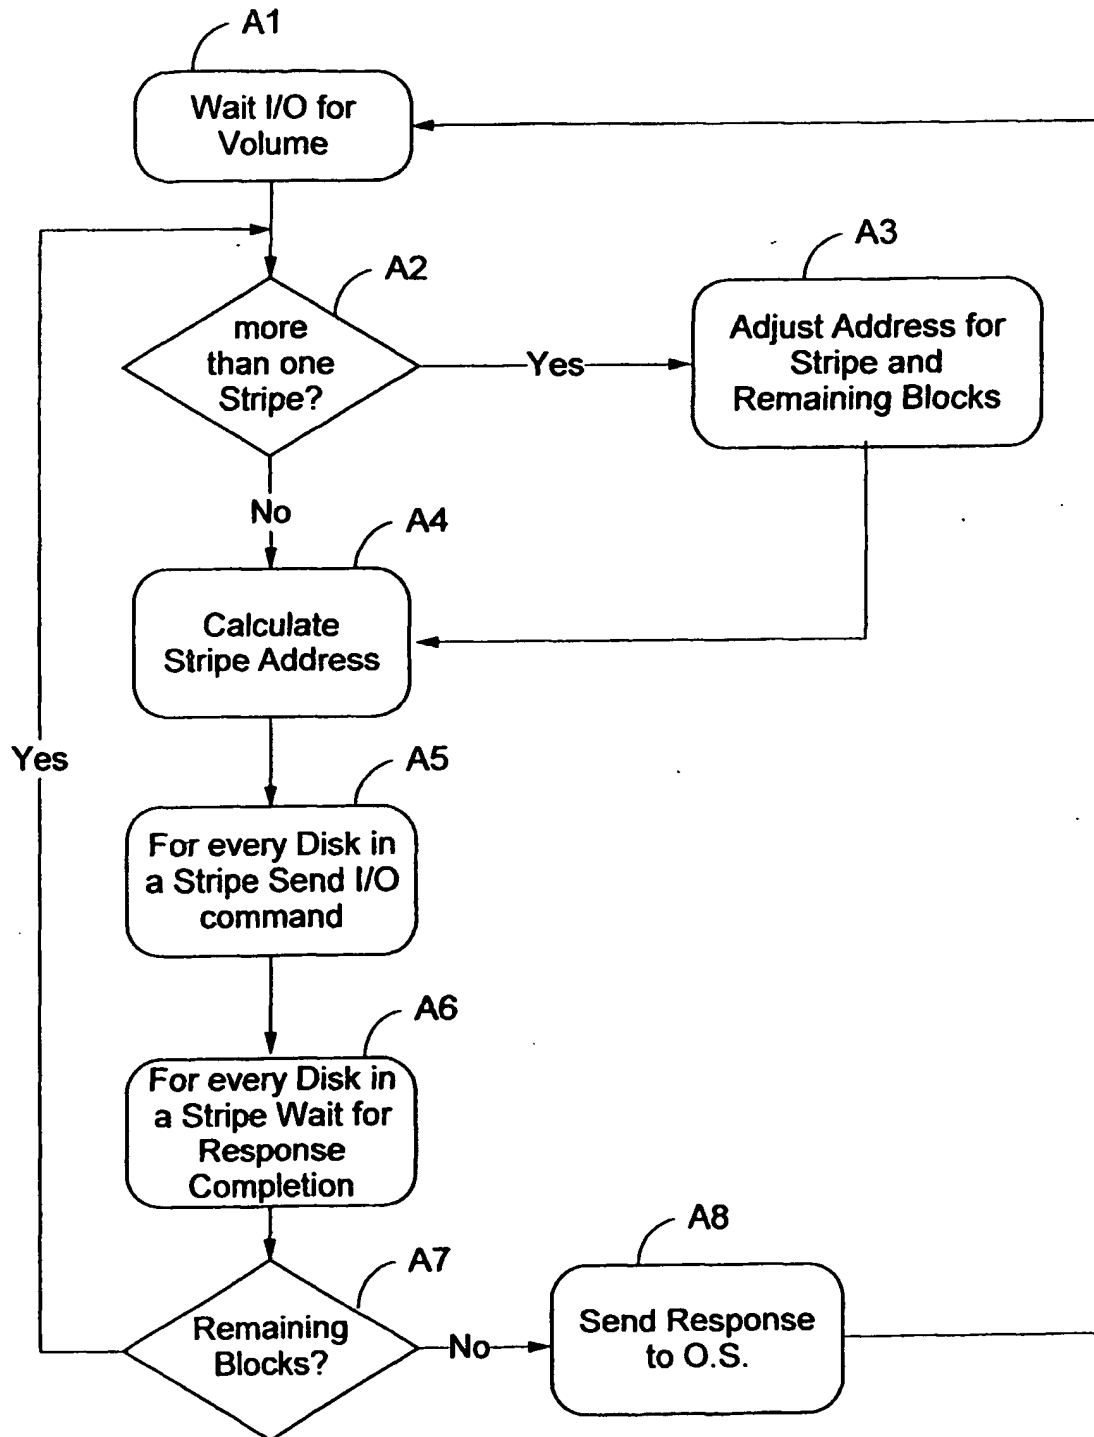 A1
Wait I/O for
Volume
A2
more
than one
Stripe?
Yes
A3
Adjust Address for
Stripe and
Remaining Blocks
No
A4
Calculate
Stripe Address
Yes
A5
For every Disk in
a Stripe Send I/O
command
A6
For every Disk in
a Stripe Wait for
Response
Completion
A7
Remaining
Blocks?
No
A8
Send Response
to O.S.